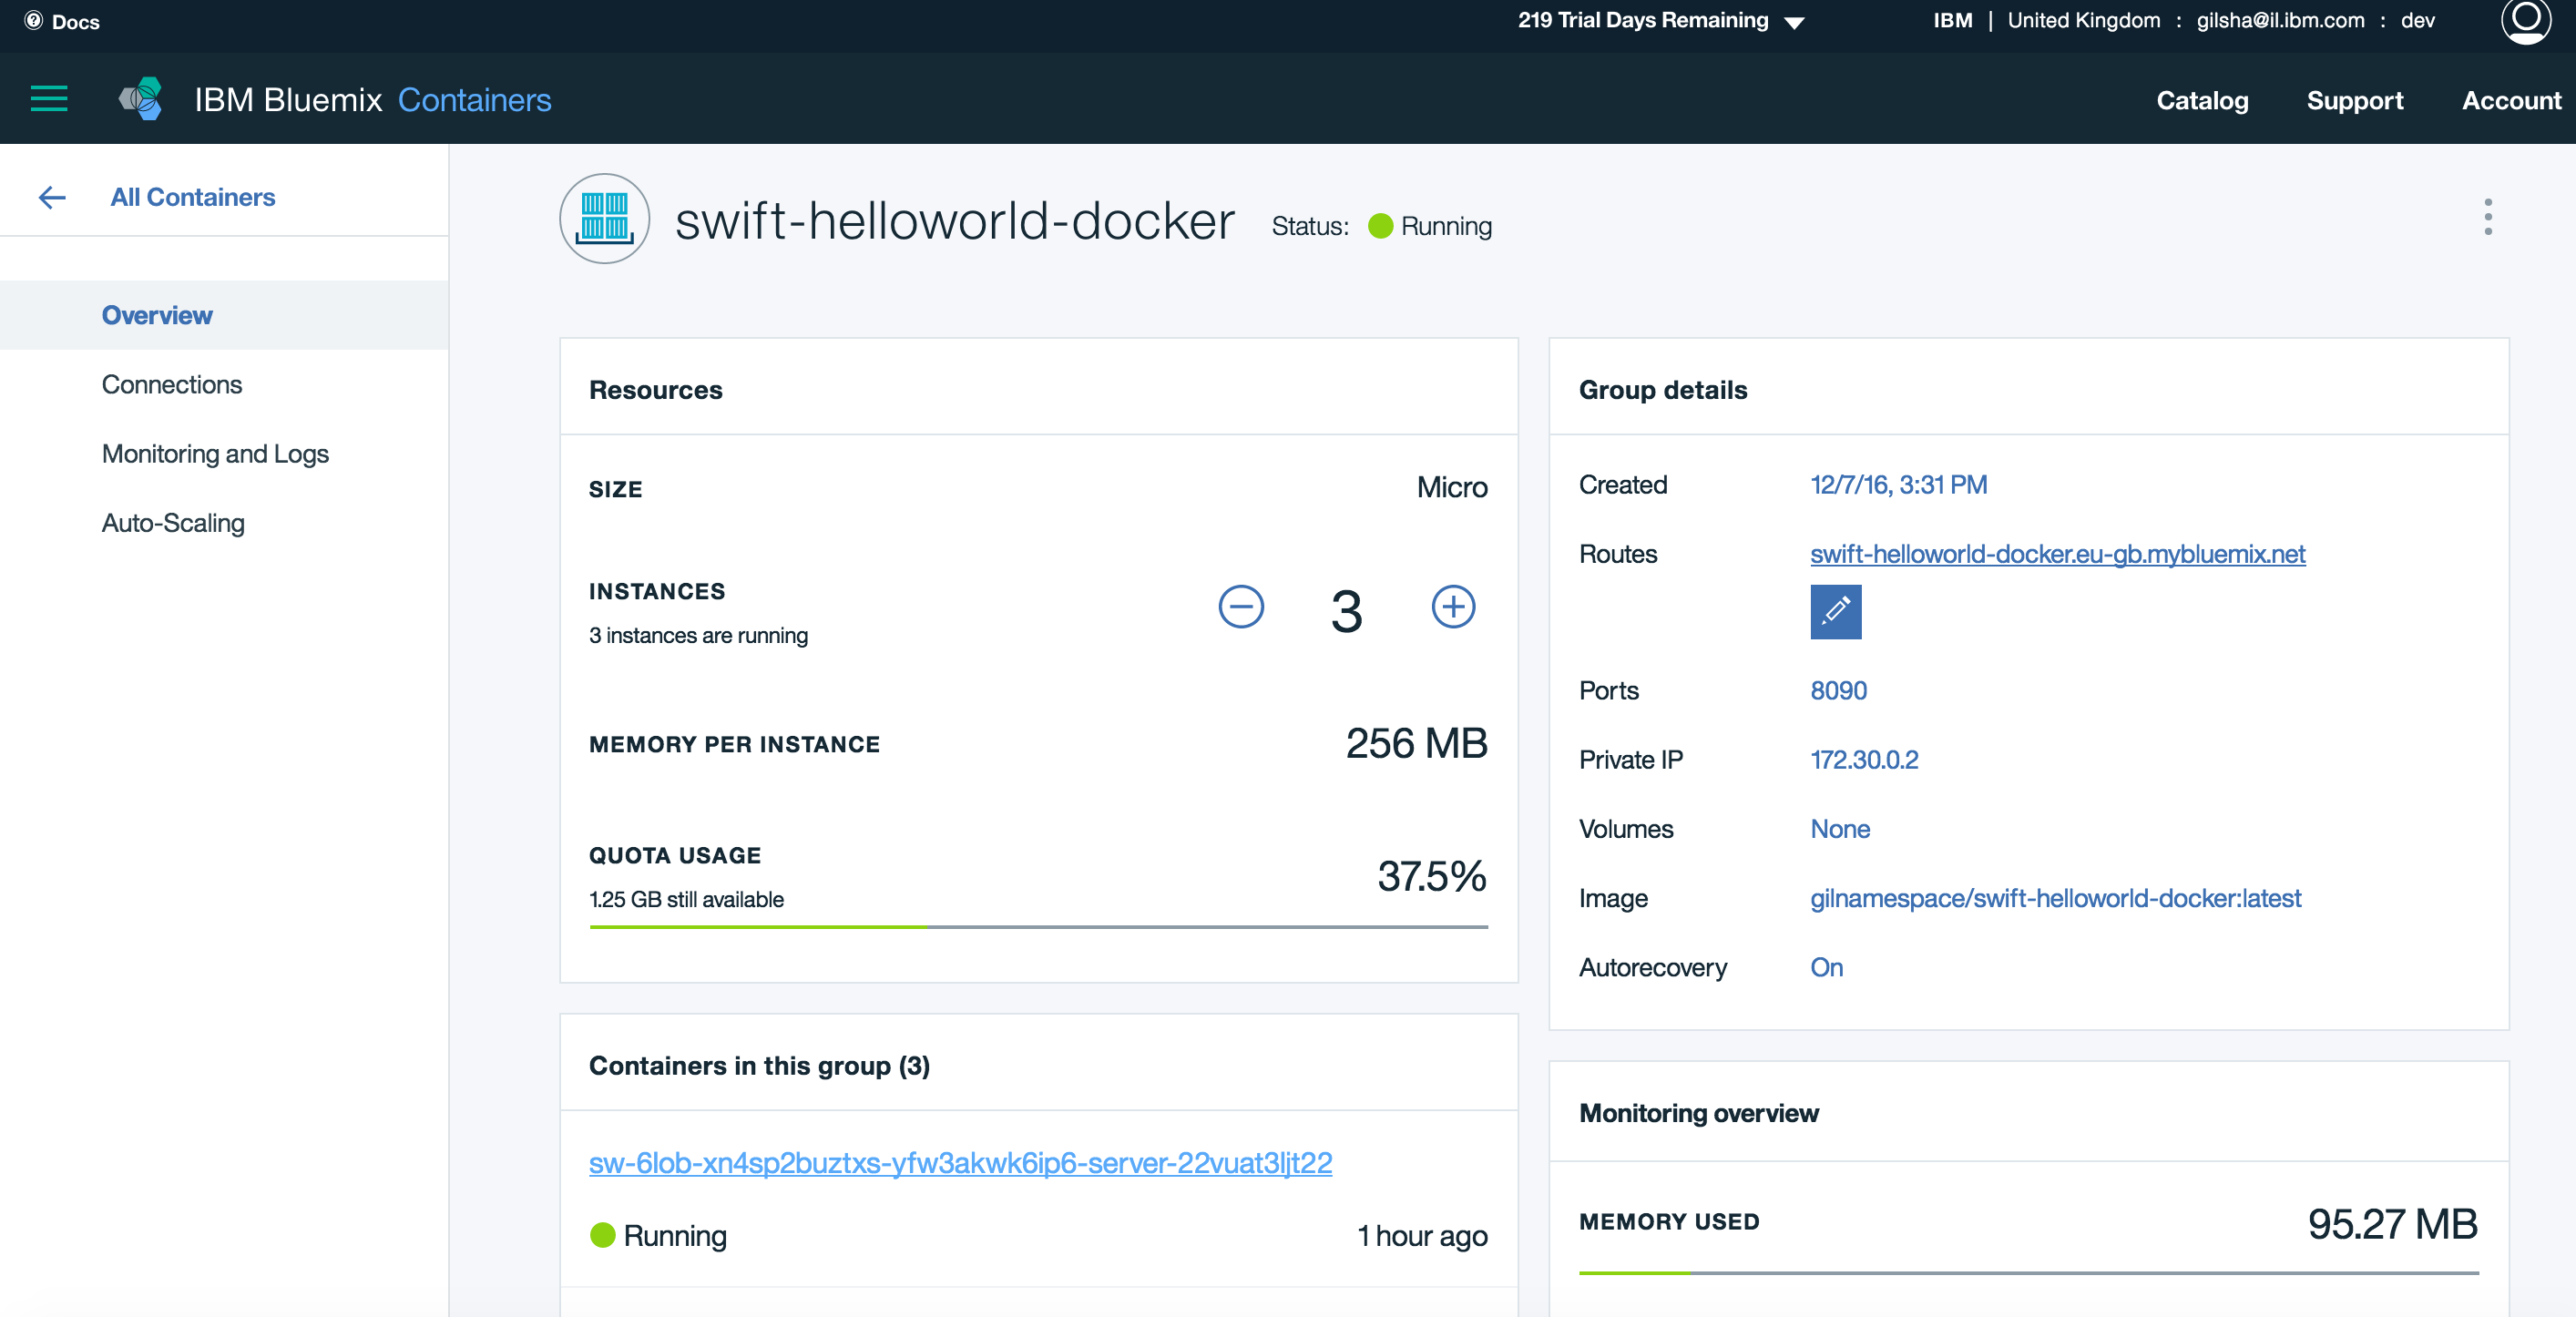 Docs
219 Trial Days Remaining
IBM | United Kingdom : gilsha@il.ibm.com : dev
IBM Bluemix Containers
Catalog
Support
Account
All Containers
Overview
Connections
Monitoring and Logs
Auto-Scaling
swift-helloworld-docker
Status: Running
Resources
SIZE
Micro
INSTANCES
3 instances are running
3
MEMORY PER INSTANCE
256 MB
QUOTA USAGE
1.25 GB still available
37.5%
Containers in this group (3)
sw-6lob-xn4sp2buztxs-yfw3akwk6ip6-server-22vuat3ljt22
Running
1 hour ago
Group details
Created
12/7/16, 3:31 PM
Routes
swift-helloworld-docker.eu-gb.mybluemix.net
Ports
8090
Private IP
172.30.0.2
Volumes
None
Image
gilnamespace/swift-helloworld-docker:latest
Autorecovery
On
Monitoring overview
MEMORY USED
95.27 MB